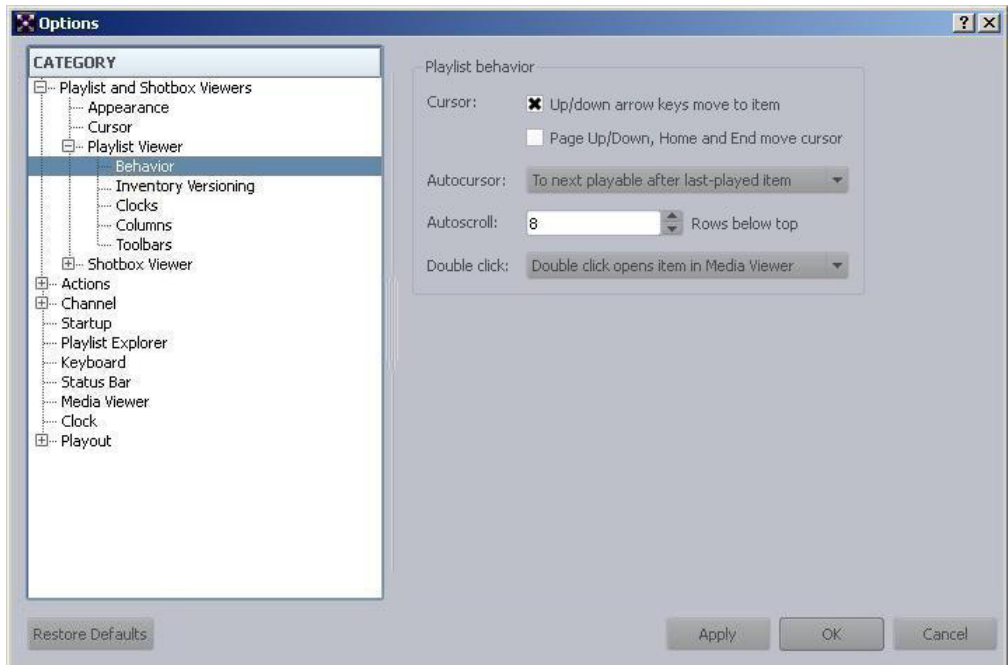 Options
CATEGORY
Playlist and Shotbox Viewers
Appearance
Cursor
Playlist Viewer
Behavior
Inventory Versioning
Clocks
Columns
Toolbars
Shotbox Viewer
Actions
Channel
Startup
Playlist Explorer
Keyboard
Status Bar
Media Viewer
Clock
Playout
Playlist behavior
Cursor: Up/down arrow keys move to item
Page Up/Down, Home and End move cursor
Autocursor: To next playable after last-played item
Autoscroll: 8 Rows below top
Double click: Double click opens item in Media Viewer
Restore Defaults Apply OK Cancel